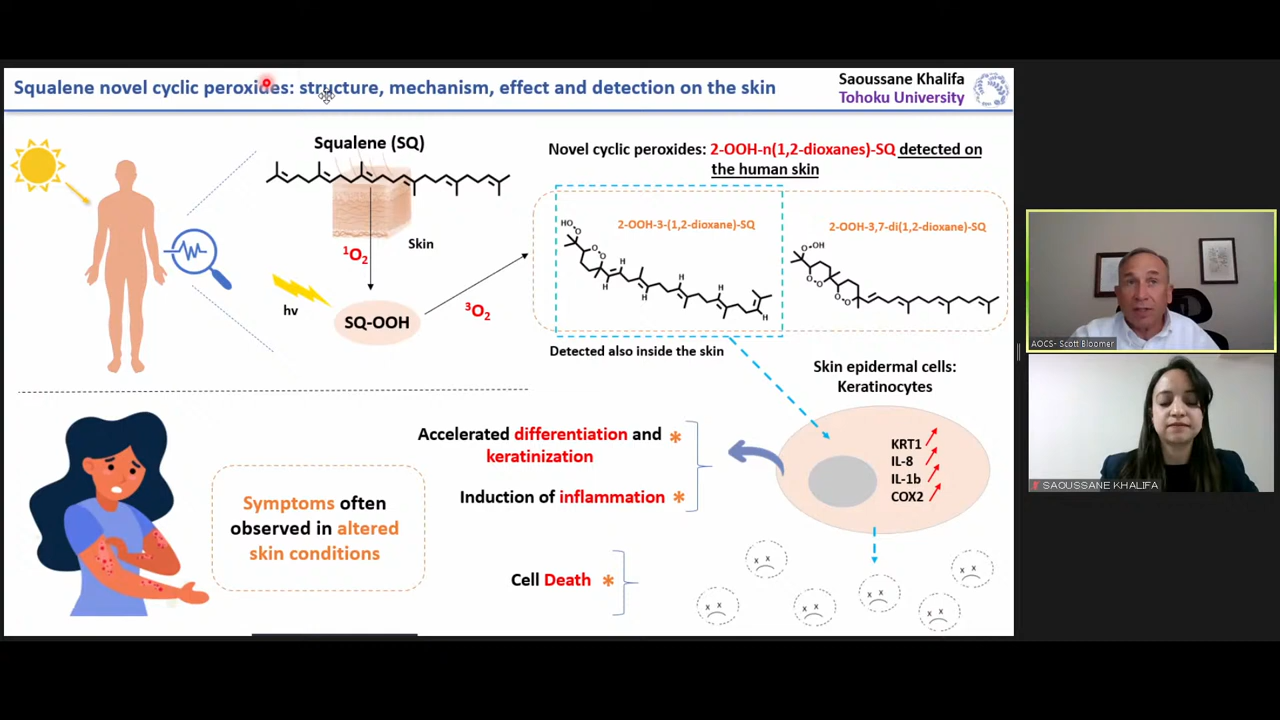 Squalene novel cyclic peroxides: structure, mechanism, effect and detection on the skin
Saoussane Khalifa
Tohoku University
Squalene (SQ)
¹O₂
Skin
hν
SQ-OOH
³O₂
Novel cyclic peroxides: 2-OOH-n(1,2-dioxanes)-SQ detected on
the human skin
2-OOH-3-(1,2-dioxane)-SQ
HO
O
O
O
H
H
H
H
H
H
H
2-OOH-3,7-di(1,2-dioxane)-SQ
O-OH
O
O
O
O
Detected also inside the skin
Skin epidermal cells:
Keratinocytes
KRT1
IL-8
IL-1b
COX2
Accelerated differentiation and *
keratinization
Induction of inflammation *
Symptoms often
observed in altered
skin conditions
Cell Death *
x x
x x
x x
x x
x x
x x
AOCS- Scott Bloomer
SAOUSSANE KHALIFA